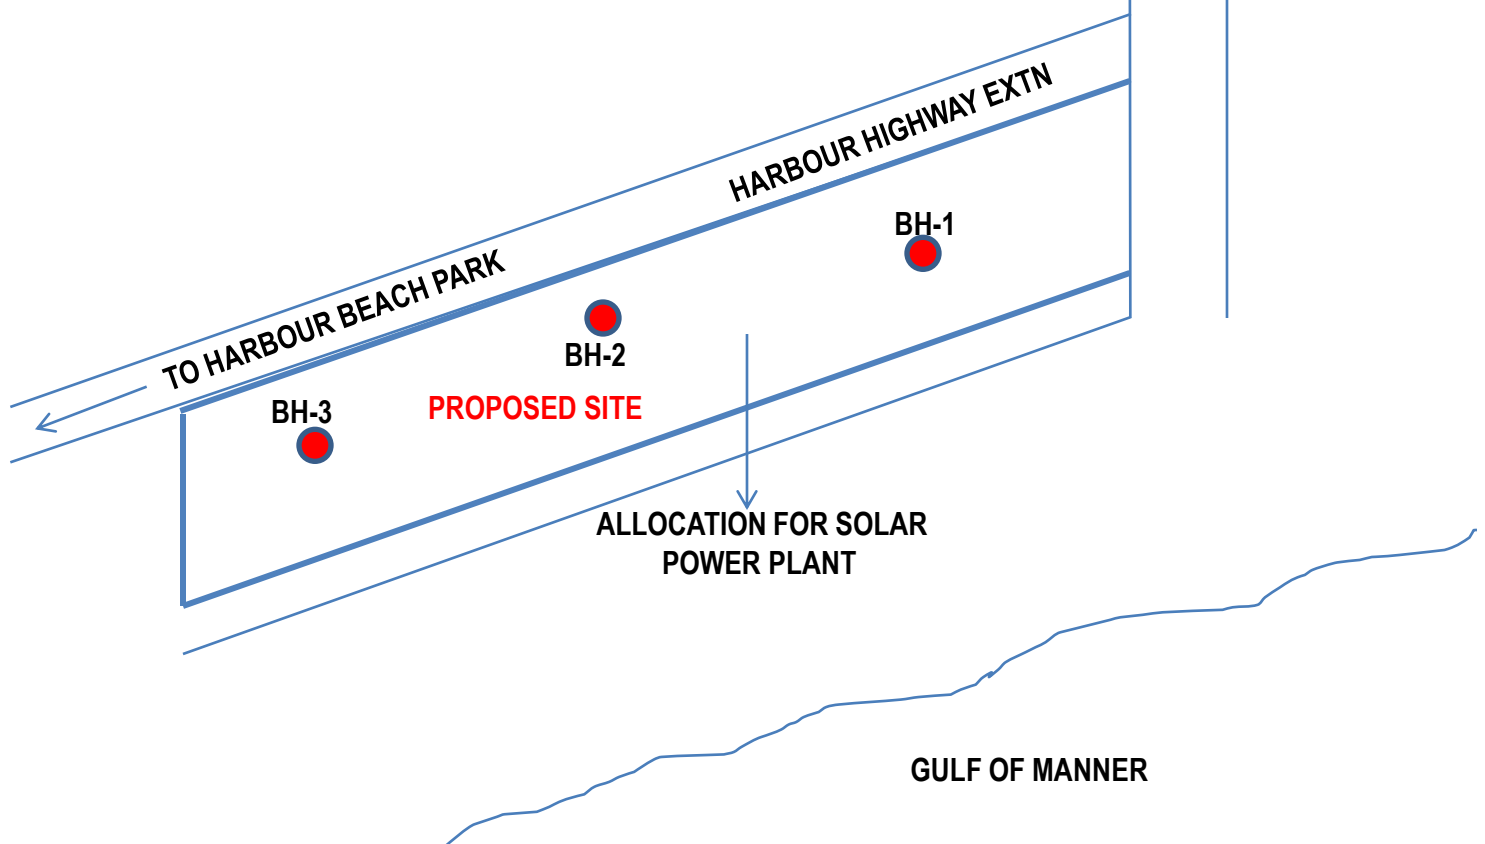 HARBOUR HIGHWAY EXTN
BH-1
TO HARBOUR BEACH PARK
BH-2
BH-3
PROPOSED SITE
ALLOCATION FOR SOLAR
POWER PLANT
GULF OF MANNER